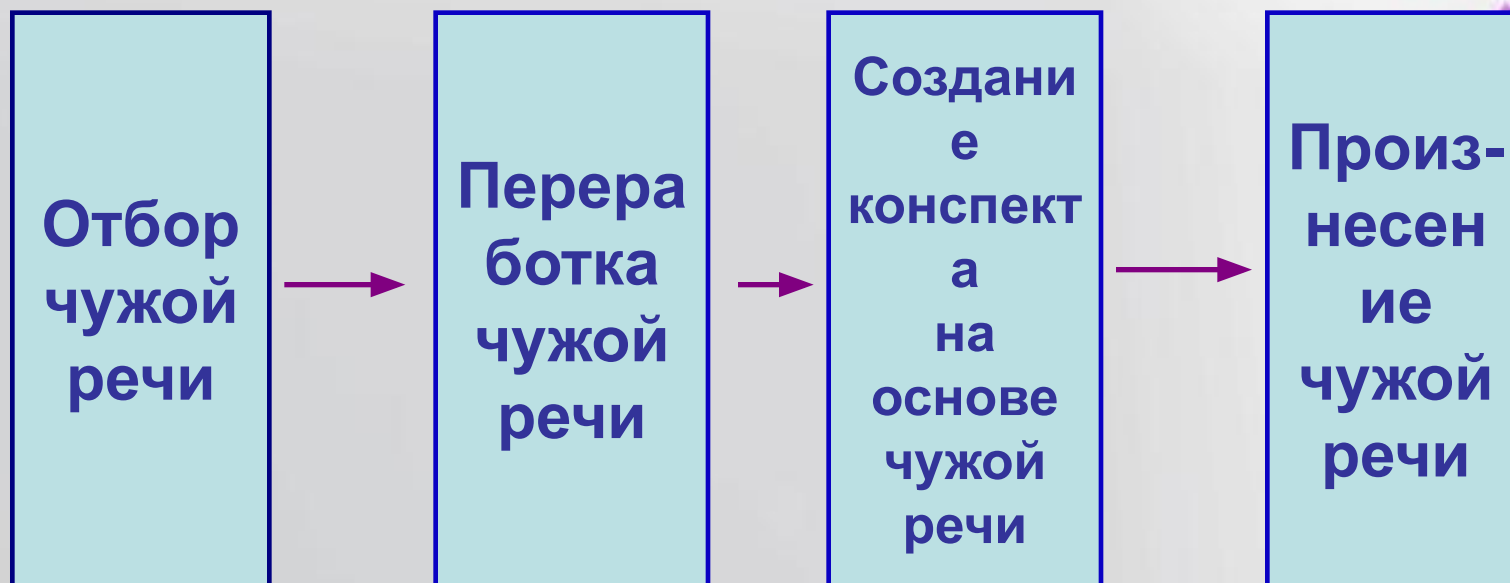 Отбор
чужой
речи
Перера
ботка
чужой
речи
Создани
е
конспект
а
на
основе
чужой
речи
Произ-
несен
ие
чужой
речи